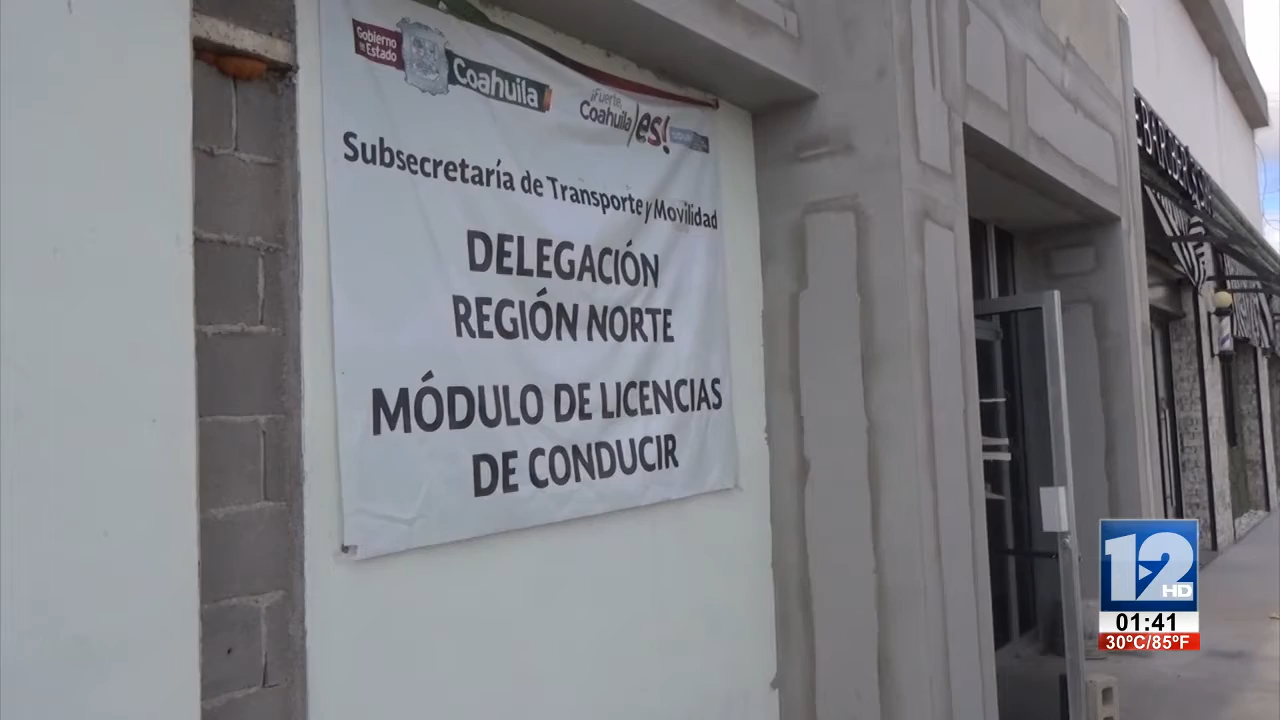 Gobierno
de Estado
Coahuila
¡Fuerte,
Coahuila
es!
Subsecretaría de Transporte y Movilidad
DELEGACIÓN
REGIÓN NORTE
MÓDULO DE LICENCIAS
DE CONDUCIR
12
HD
01:41
30°C/85°F